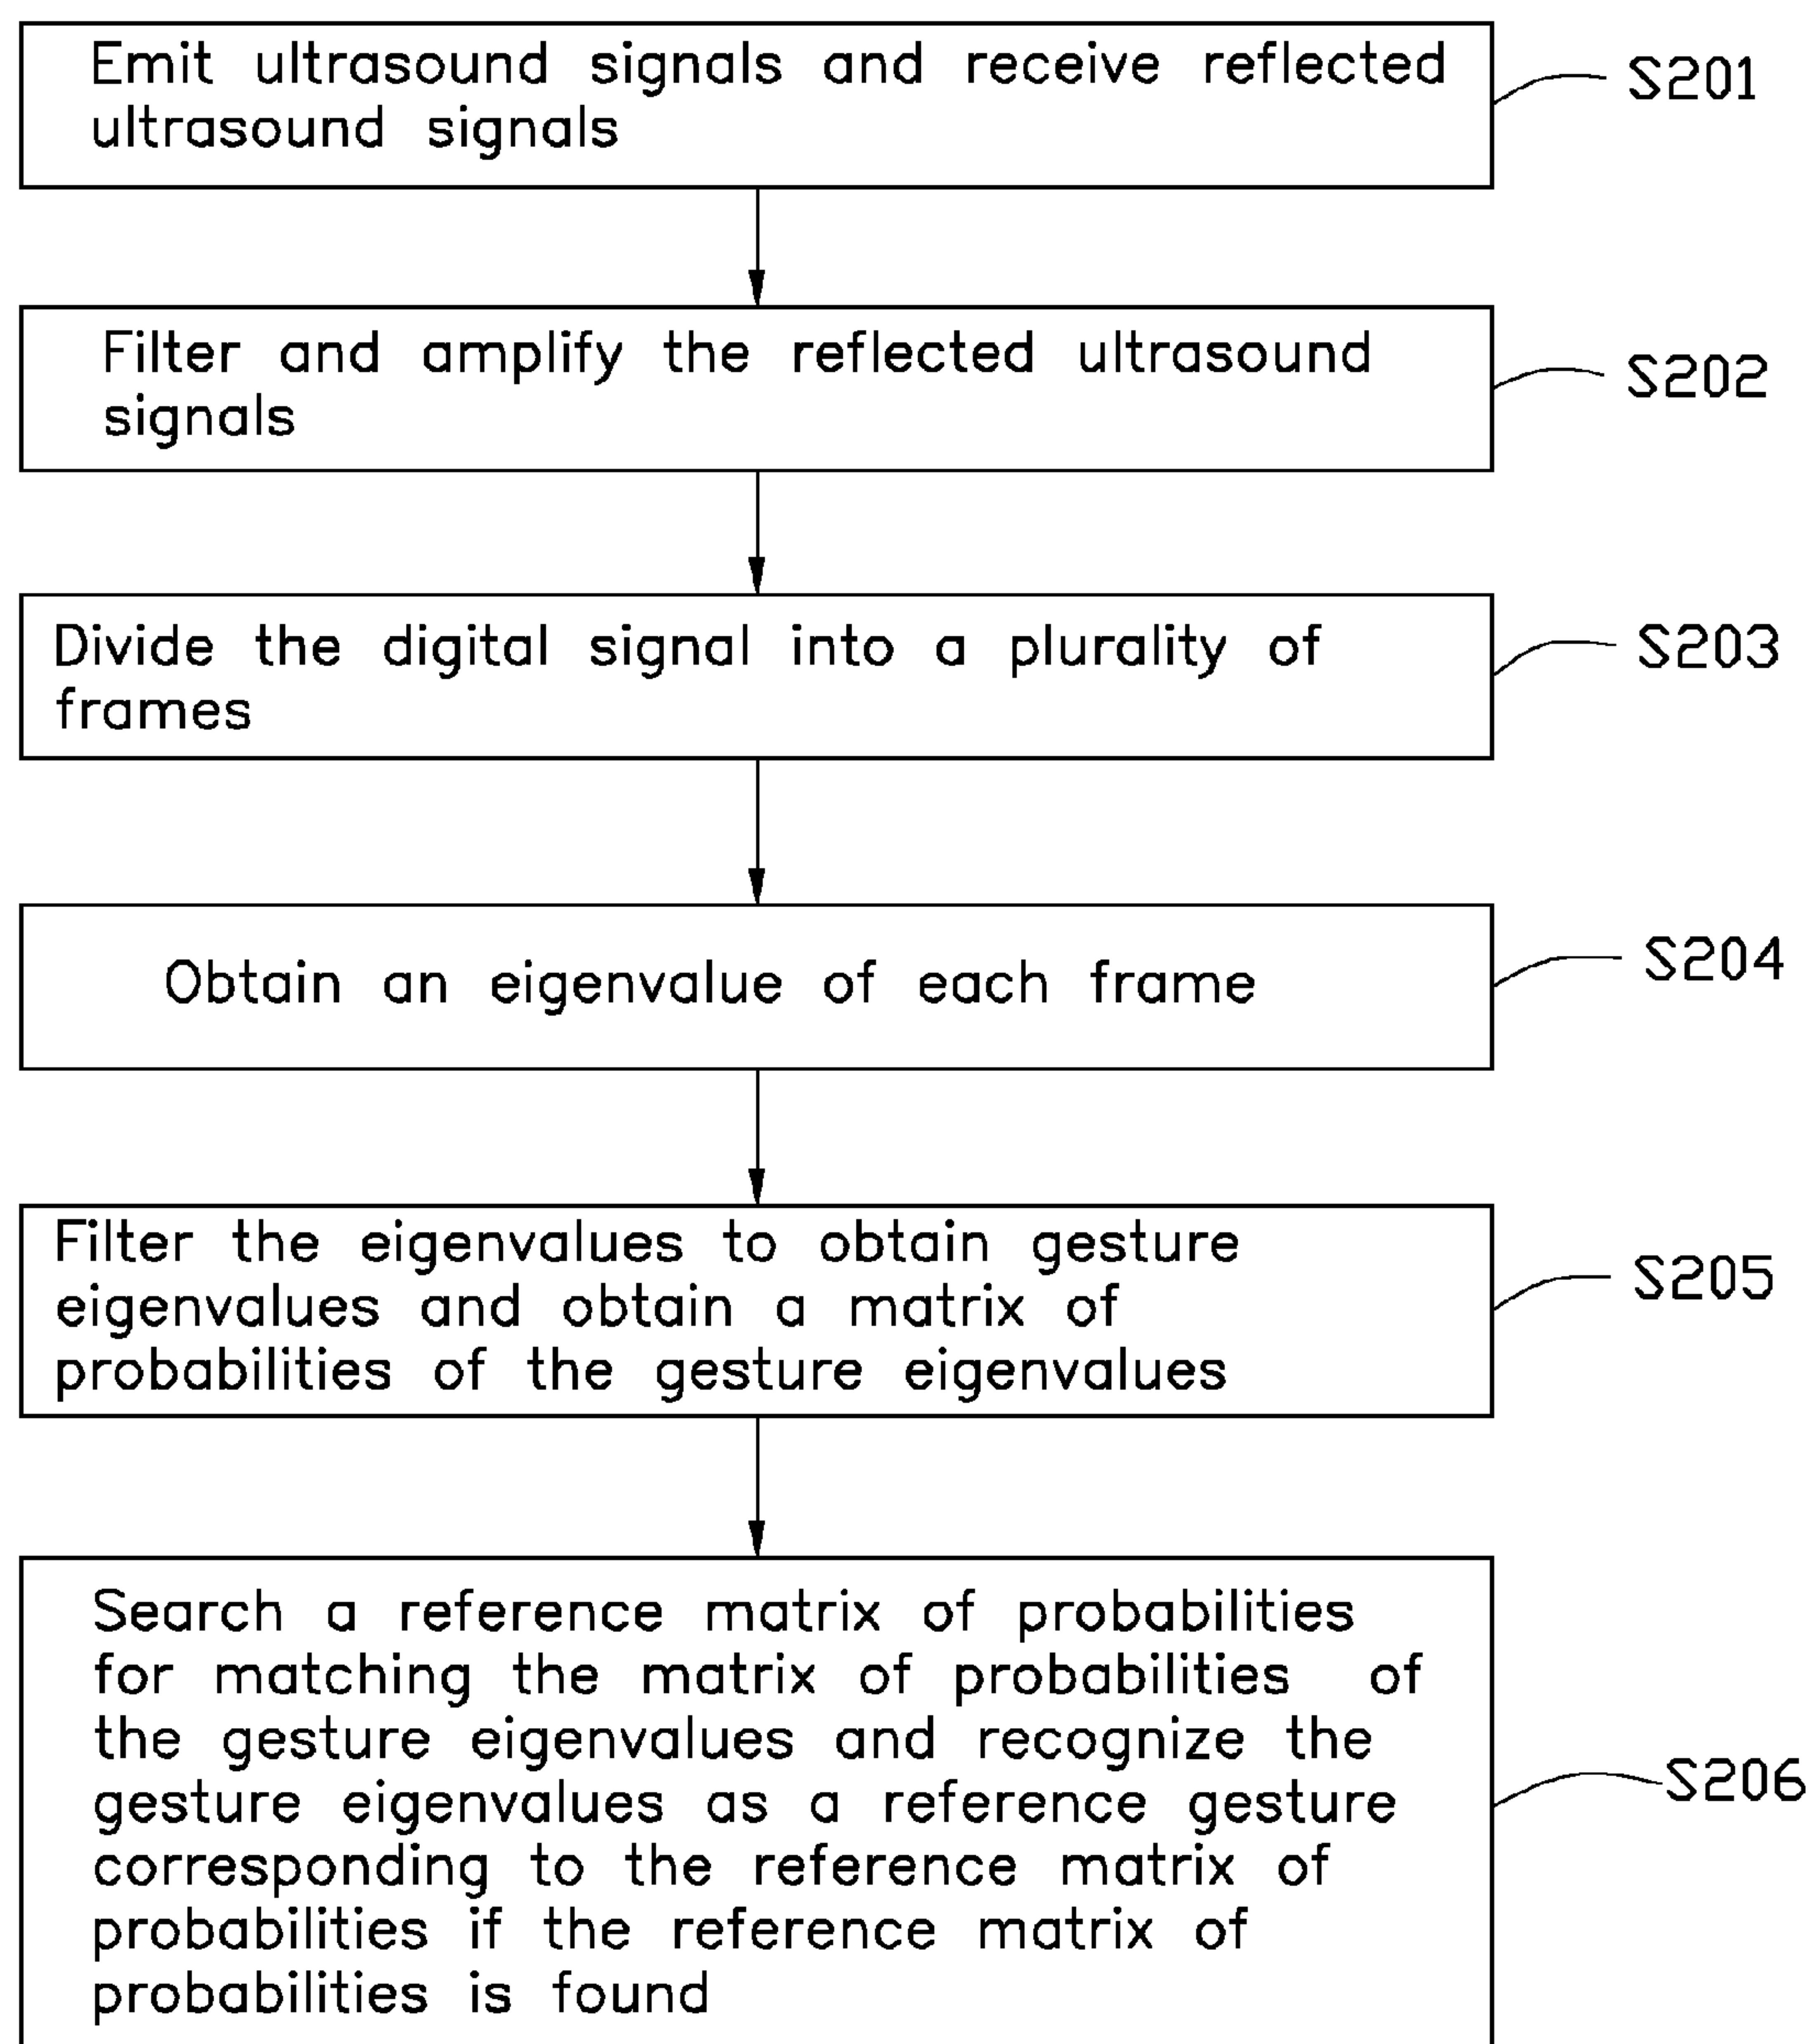 Emit ultrasound signals and receive reflected
ultrasound signals
S201
Filter and amplify the reflected ultrasound
signals
S202
Divide the digital signal into a plurality of
frames
S203
Obtain an eigenvalue of each frame
S204
Filter the eigenvalues to obtain gesture
eigenvalues and obtain a matrix of
probabilities of the gesture eigenvalues
S205
Search a reference matrix of probabilities
for matching the matrix of probabilities of
the gesture eigenvalues and recognize the
gesture eigenvalues as a reference gesture
corresponding to the reference matrix of
probabilities if the reference matrix of
probabilities is found
S206